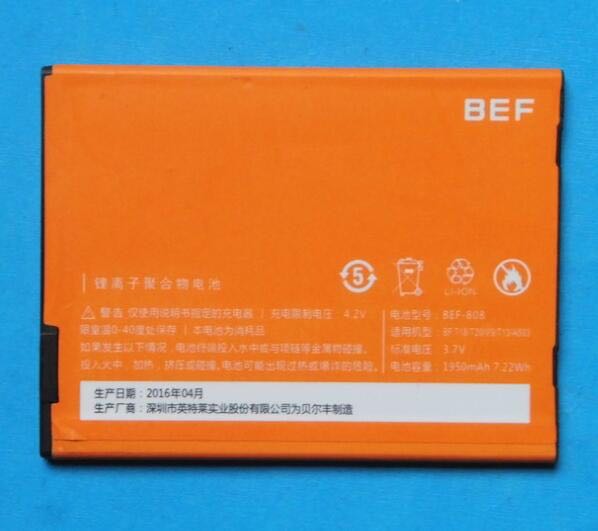 BEF
5
LI-ION
锂离子聚合物电池
警告 仅使用说明书指定的充电器 / 充电限制电压 4.2V
限室温0-40度处保存 / 本电池为消耗品
如果发生以下情况,电池终端投入水中或与项链等金属物碰撞.
投入火中,加热,挤压或碰撞.电池可能出现过热或爆炸的危险。
电池型号: BEF-808
适用机型:
标准电压: 3.7V
电池容量: 1950mAh 7.22Wh
生产日期:2016年04月
生产厂商:深圳市英特莱实业股份有限公司为贝尔丰制造